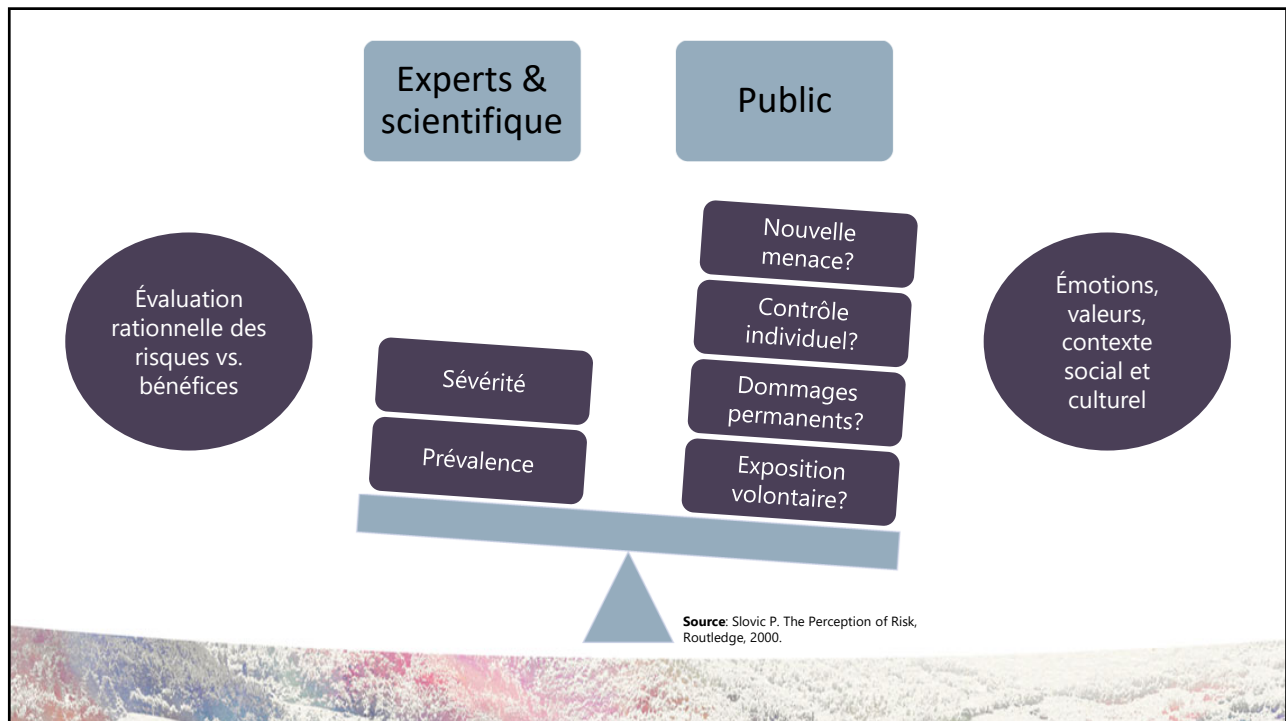 Experts &
scientifique
Public
Évaluation
rationnelle des
risques vs.
bénéfices
Sévérité
Prévalence
Nouvelle
menace?
Contrôle
individuel?
Dommages
permanents?
Exposition
volontaire?
Émotions,
valeurs,
contexte
social et
culturel
Source: Slovic P. The Perception of Risk,
Routledge, 2000.